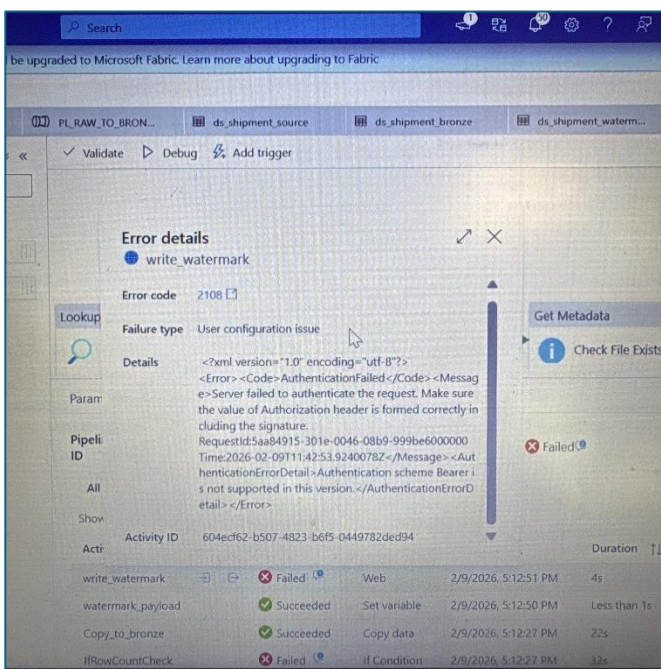 Search
50
be upgraded to Microsoft Fabric. Learn more about upgrading to Fabric
PL_RAW_TO_BRON... ds_shipment_source ds_shipment_bronze ds_shipment_waterm...
Validate Debug Add trigger
Error details
write_watermark
Error code 2108
Lookup
Get Metadata
Failure type User configuration issue
Check File Exists
Details <?xml version="1.0" encoding="utf-8"?>
<Error><Code>AuthenticationFailed</Code><Messag
e>Server failed to authenticate the request. Make sure
the value of Authorization header is formed correctly in
cluding the signature.
RequestId:5aa84915-301e-0046-08b9-999be6000000
Time:2026-02-09T11:42:53.9240078Z</Message><Aut
henticationErrorDetail>Authentication scheme Bearer i
s not supported in this version.</AuthenticationErrorD
etail></Error>
Param
Pipeli
ID
Failed
All
Show
Activity ID 604ecf62-b507-4823-b6f5-0449782ded94
Acti Duration
write_watermark Failed Web 2/9/2026, 5:12:51 PM 4s
watermark_payload Succeeded Set variable 2/9/2026, 5:12:50 PM Less than 1s
Copy_to_bronze Succeeded Copy data 2/9/2026, 5:12:27 PM 22s
IfRowCountCheck Failed If Condition 2/9/2026, 5:12:27 PM 32s